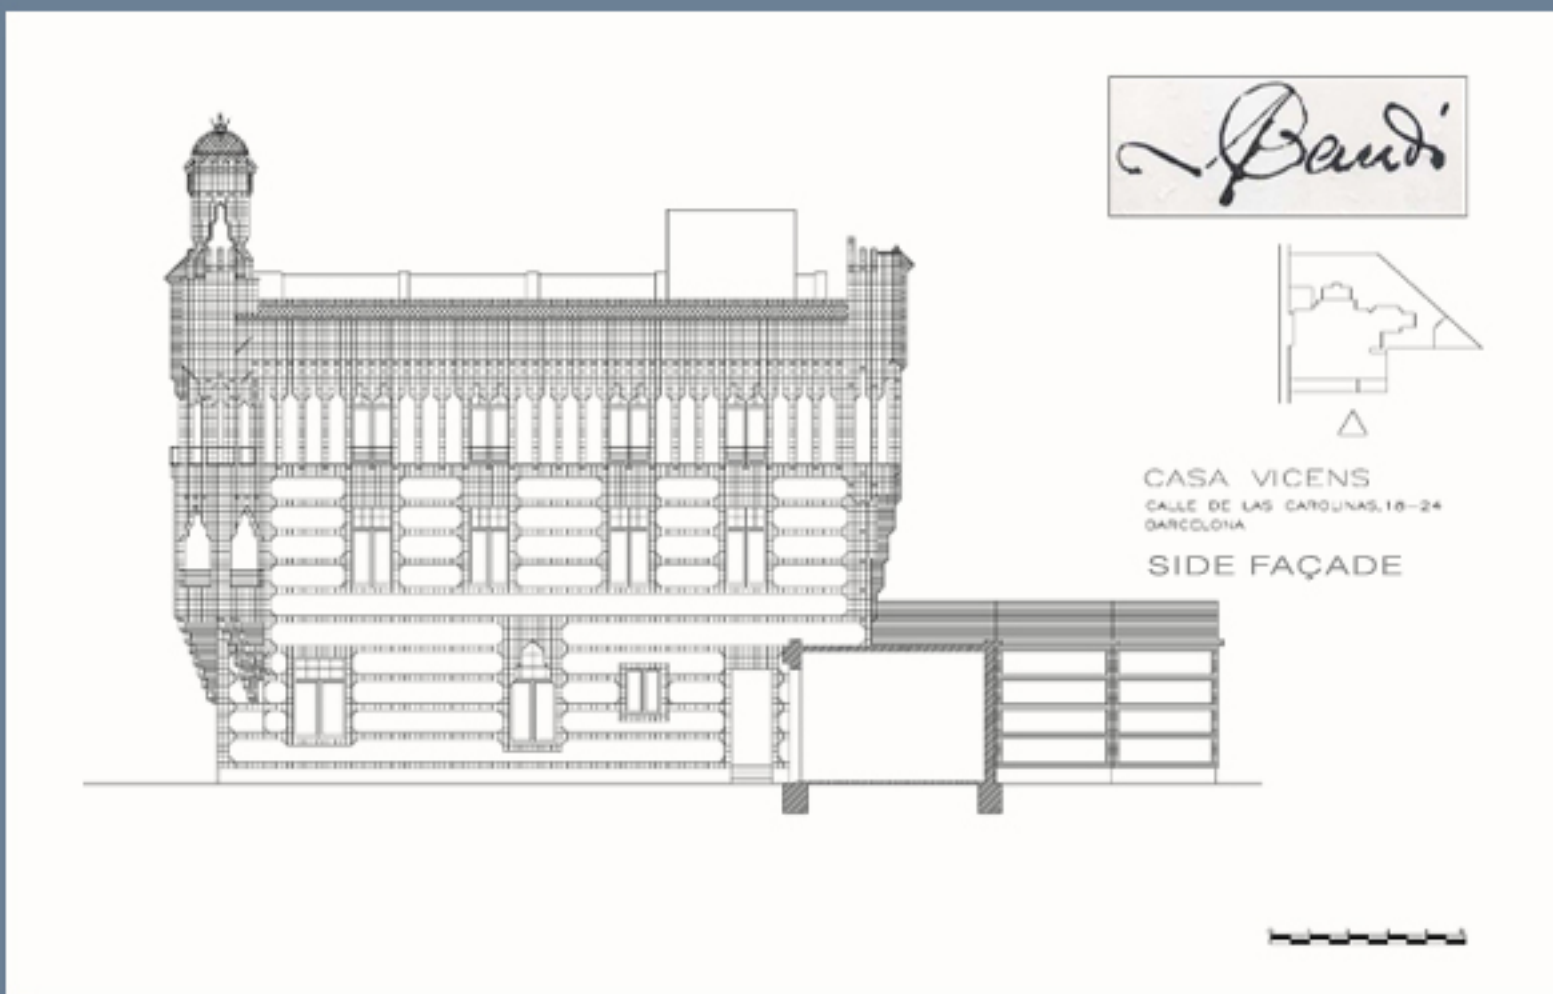 Gaudí
CASA VICENS
CALLE DE LAS CAROLINAS, 18-24
BARCELONA
SIDE FAÇADE